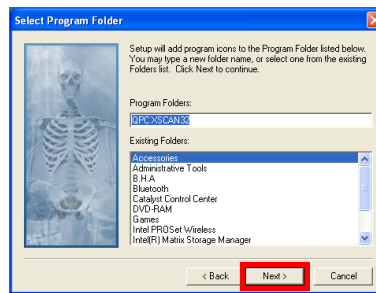 Select Program Folder
Setup will add program icons to the Program Folder listed below.
You may type a new folder name, or select one from the existing
Folders list. Click Next to continue.
Program Folders:
QPC XSCAN32
Existing Folders:
Accessories
Administrative Tools
B.H.A
Bluetooth
Catalyst Control Center
DVD-RAM
Games
Intel PROSet Wireless
Intel(R) Matrix Storage Manager
< Back
Next >
Cancel